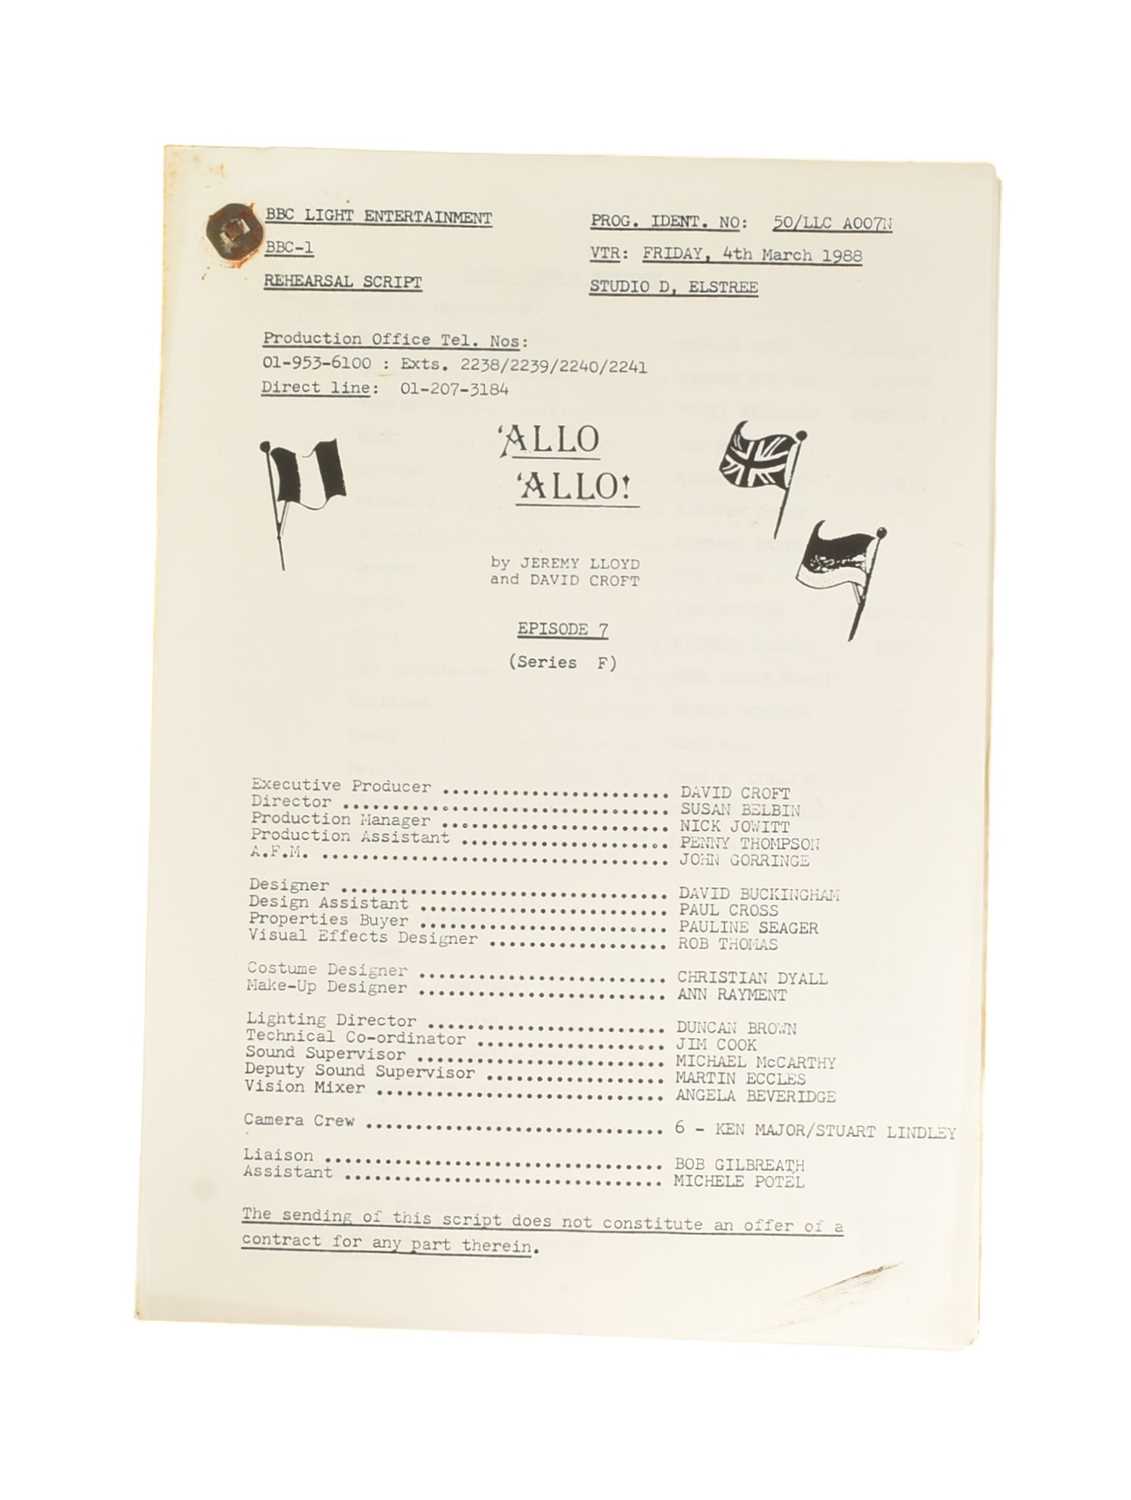 BBC LIGHT ENTERTAINMENT
PROG. IDENT. NO: 50/LLC A007N
BBC-1
VTR: FRIDAY, 4th March 1988
REHEARSAL SCRIPT
STUDIO D, ELSTREE
Production Office Tel. Nos:
01-953-6100 : Exts. 2238/2239/2240/2241
Direct line: 01-207-3184
'ALLO
'ALLO!
by JEREMY LLOYD
and DAVID CROFT
EPISODE 7
(Series F)
Executive Producer ....................... DAVID CROFT
Director ................................. SUSAN BELBIN
Production Manager ....................... NICK JOWITT
Production Assistant ..................... PENNY THOMPSON
A.F.M. ................................... JOHN GORRINGE
Designer ................................. DAVID BUCKINGHAM
Design Assistant ......................... PAUL CROSS
Properties Buyer ......................... PAULINE SEAGER
Visual Effects Designer .................. ROB THOMAS
Costume Designer ......................... CHRISTIAN DYALL
Make-Up Designer ......................... ANN RAYMENT
Lighting Director ........................ DUNCAN BROWN
Technical Co-ordinator ................... JIM COOK
Sound Supervisor ......................... MICHAEL McCARTHY
Deputy Sound Supervisor .................. MARTIN ECCLES
Vision Mixer ............................. ANGELA BEVERIDGE
Camera Crew .............................. 6 - KEN MAJOR/STUART LINDLEY
Liaison .................................. BOB GILBREATH
Assistant ................................ MICHELE POTEL
The sending of this script does not constitute an offer of a
contract for any part therein.